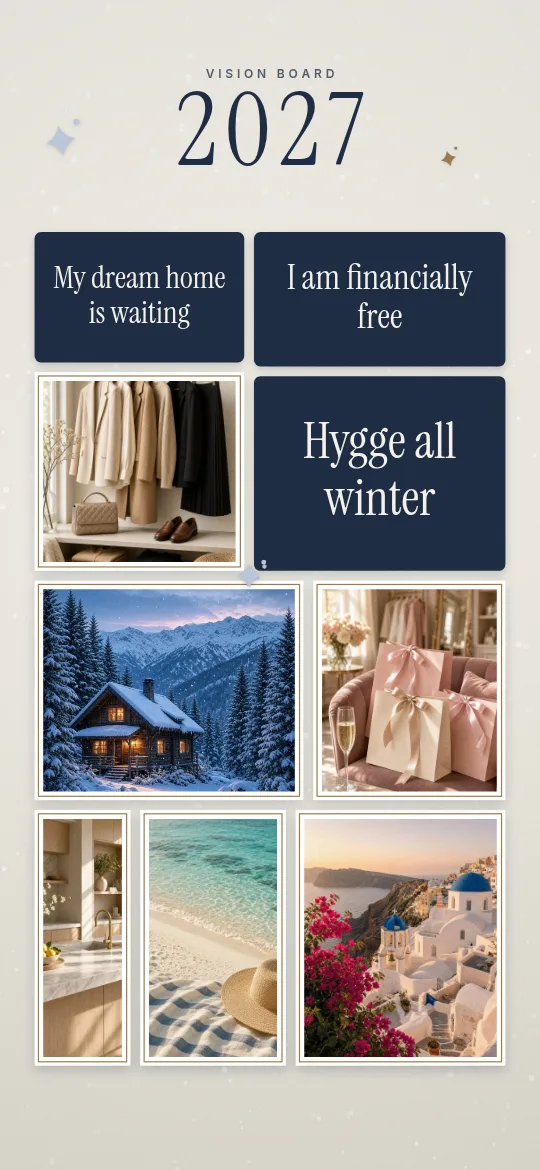 VISION BOARD
2027
My dream home
is waiting
I am financially
free
Hygge all
winter